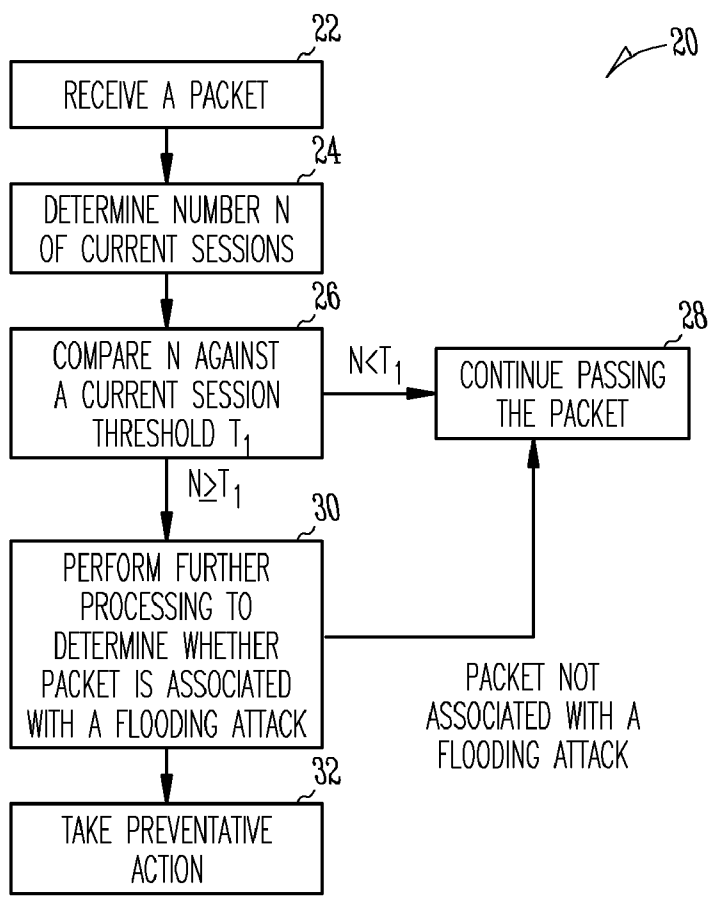 22
20
RECEIVE A PACKET
24
DETERMINE NUMBER N
OF CURRENT SESSIONS
26
COMPARE N AGAINST
A CURRENT SESSION
THRESHOLD T₁
N<T₁
28
CONTINUE PASSING
THE PACKET
N≥T₁
30
PERFORM FURTHER
PROCESSING TO
DETERMINE WHETHER
PACKET IS ASSOCIATED
WITH A FLOODING ATTACK
PACKET NOT
ASSOCIATED WITH A
FLOODING ATTACK
32
TAKE PREVENTATIVE
ACTION